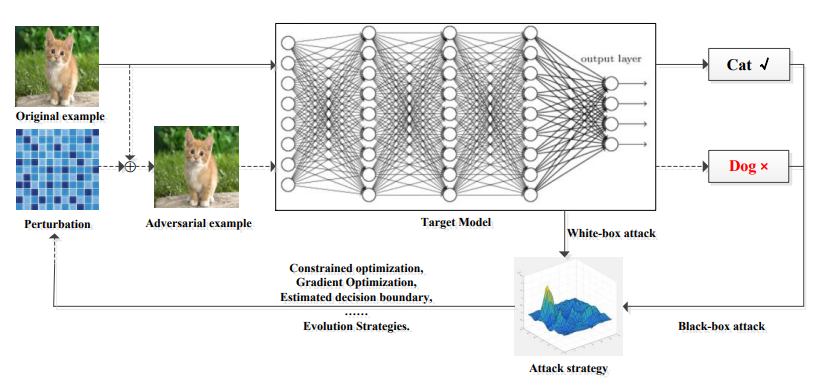 output layer
Cat √
Original example
Dog ×
Perturbation
Adversarial example
Target Model
White-box attack
Constrained optimization,
Gradient Optimization,
Estimated decision boundary,
......
Evolution Strategies.
Black-box attack
Attack strategy